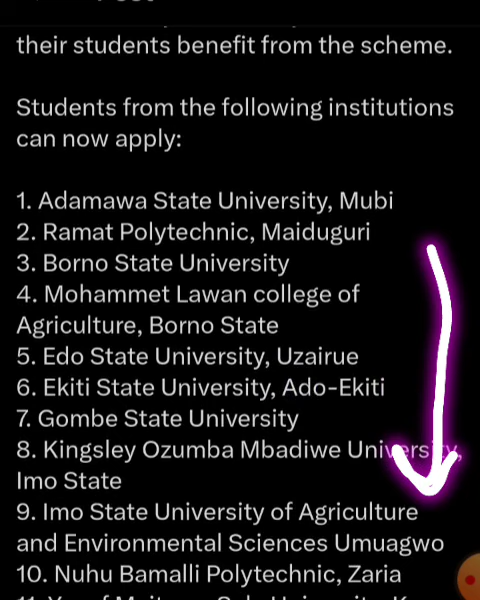 their students benefit from the scheme.
Students from the following institutions
can now apply:
1. Adamawa State University, Mubi
2. Ramat Polytechnic, Maiduguri
3. Borno State University
4. Mohammet Lawan college of
Agriculture, Borno State
5. Edo State University, Uzairue
6. Ekiti State University, Ado-Ekiti
7. Gombe State University
8. Kingsley Ozumba Mbadiwe University,
Imo State
9. Imo State University of Agriculture
and Environmental Sciences Umuagwo
10. Nuhu Bamalli Polytechnic, Zaria